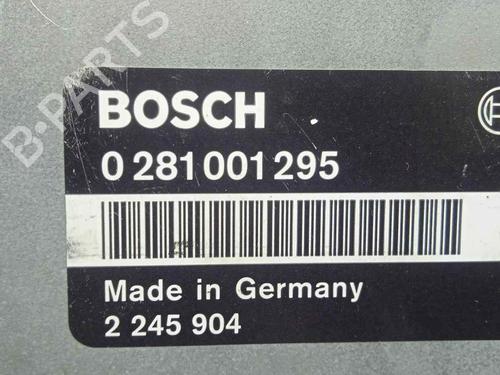 B-PARTS
BOSCH
0 281 001 295
Made in Germany
2 245 904